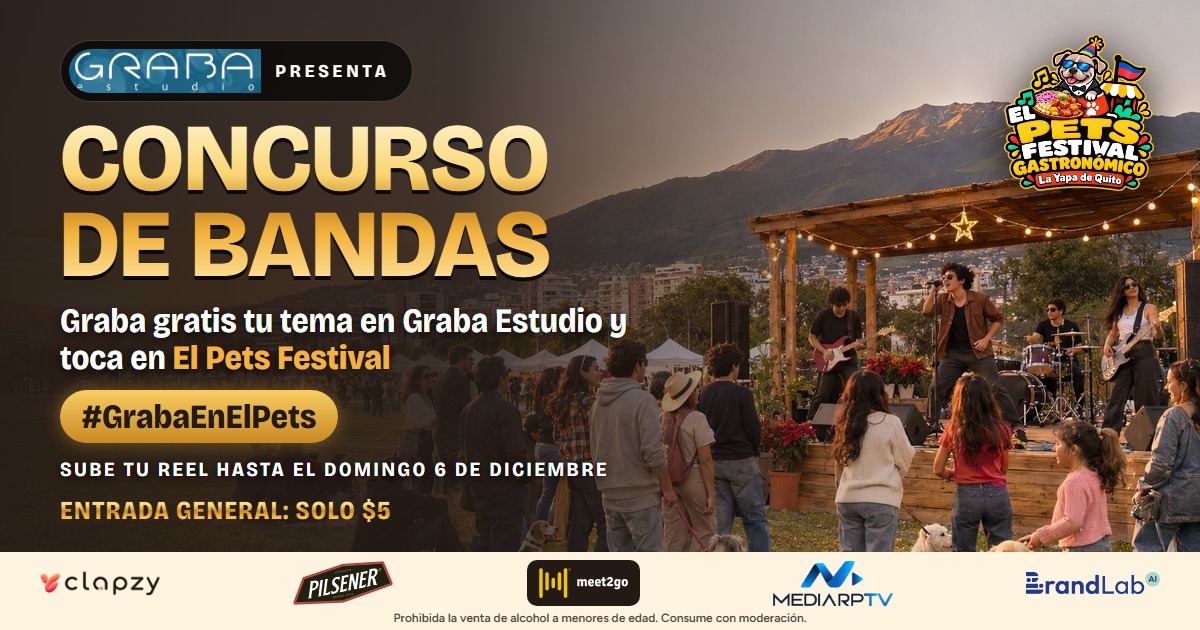 GRABA
estudio
PRESENTA
EL
PETS
FESTIVAL
GASTRONÓMICO
La Yapa de Quito
CONCURSO
DE BANDAS
Graba gratis tu tema en Graba Estudio y
toca en El Pets Festival
#GrabaEnElPets
SUBE TU REEL HASTA EL DOMINGO 6 DE DICIEMBRE
ENTRADA GENERAL: SOLO $5
clapzy
PILSENER
meet2go
MEDIARPTV
BrandLab AI
Prohibida la venta de alcohol a menores de edad. Consume con moderación.